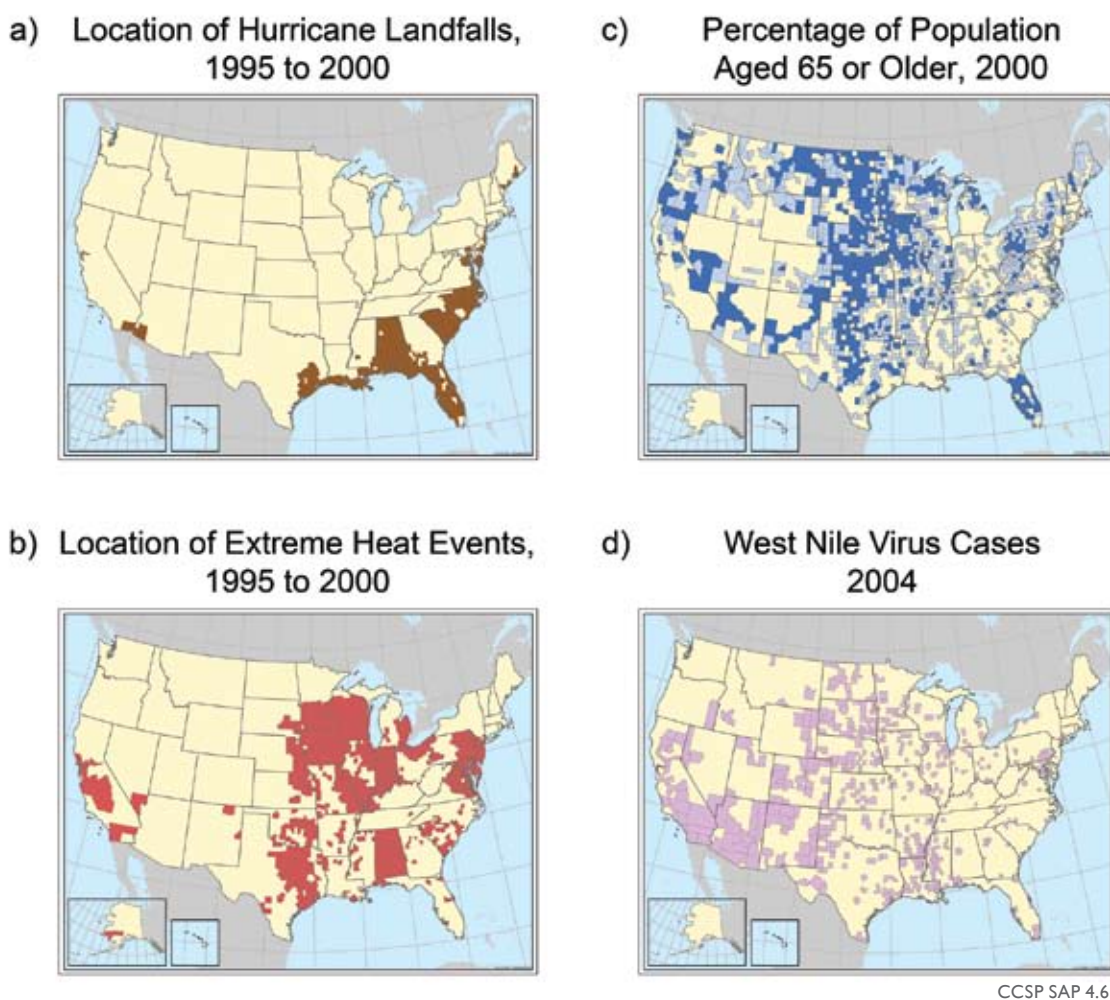 a) Location of Hurricane Landfalls,
1995 to 2000
c) Percentage of Population
Aged 65 or Older, 2000
b) Location of Extreme Heat Events,
1995 to 2000
d) West Nile Virus Cases
2004
CCSP SAP 4.6